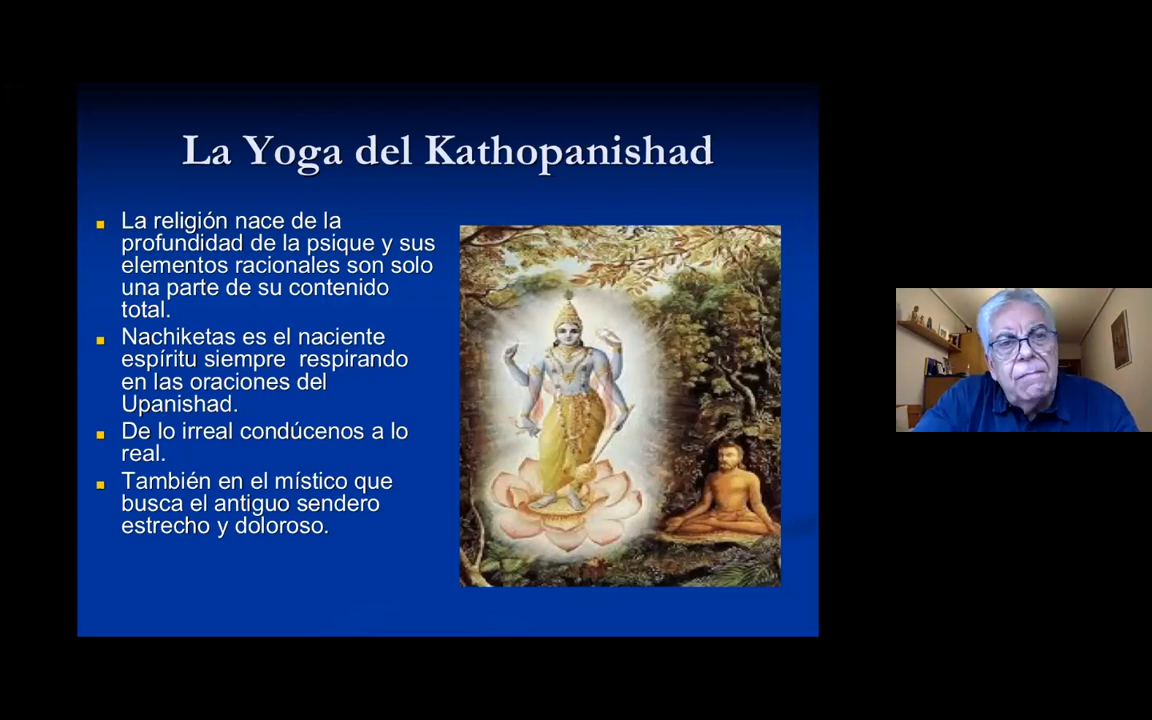 La Yoga del Kathopanishad
La religión nace de la
profundidad de la psique y sus
elementos racionales son solo
una parte de su contenido
total.
Nachiketas es el naciente
espíritu siempre respirando
en las oraciones del
Upanishad.
De lo irreal condúcenos a lo
real.
También en el místico que
busca el antiguo sendero
estrecho y doloroso.